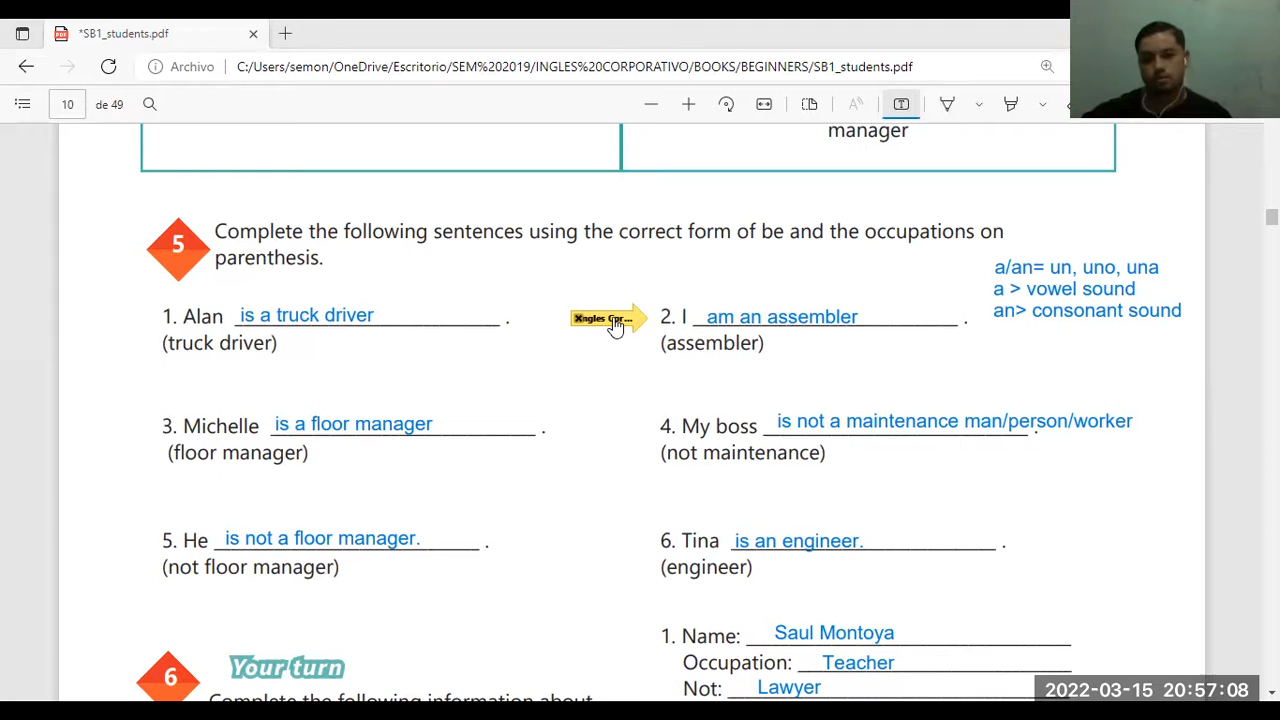 *SB1_students.pdf
Archivo C:/Users/semon/OneDrive/Escritorio/SEM%202019/INGLES%20CORPORATIVO/BOOKS/BEGINNERS/SB1_students.pdf
10 de 49
manager
5 Complete the following sentences using the correct form of be and the occupations on
parenthesis.
a/an= un, uno, una
a > vowel sound
an> consonant sound
1. Alan is a truck driver.
(truck driver)
2. I am an assembler.
(assembler)
3. Michelle is a floor manager.
(floor manager)
4. My boss is not a maintenance man/person/worker.
(not maintenance)
5. He is not a floor manager. .
(not floor manager)
6. Tina is an engineer. .
(engineer)
6 Your turn
Complete the following information about
1. Name: Saul Montoya
Occupation: Teacher
Not: Lawyer
2022-03-15 20:57:08